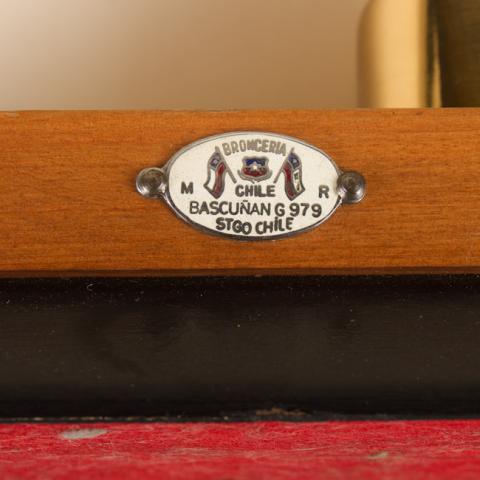 BRONCERIA
M CHILE R
BASCUÑAN G 979
STGO CHILE